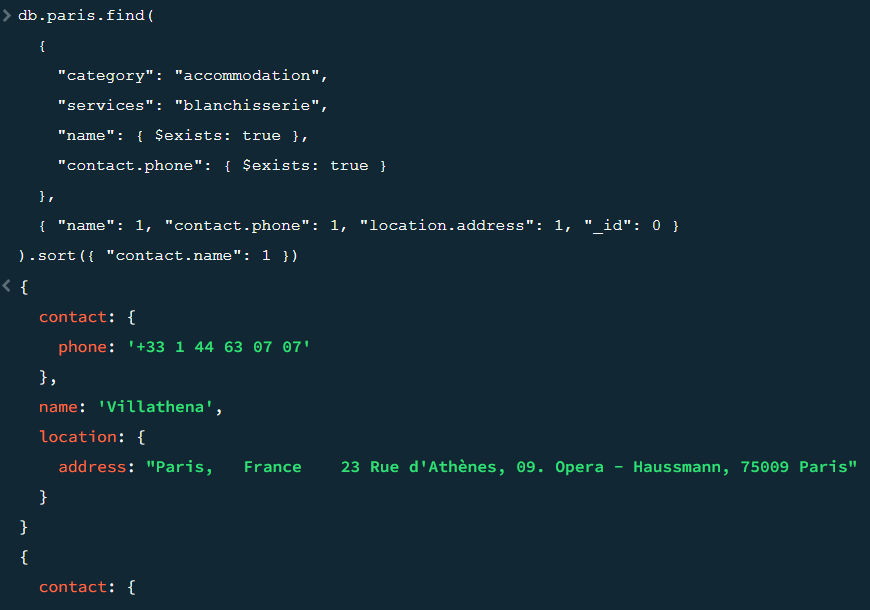 > db.paris.find(
{
"category": "accommodation",
"services": "blanchisserie",
"name": { $exists: true },
"contact.phone": { $exists: true }
},
{ "name": 1, "contact.phone": 1, "location.address": 1, "_id": 0 }
).sort({ "contact.name": 1 })
< {
contact: {
phone: '+33 1 44 63 07 07'
},
name: 'Villathena',
location: {
address: "Paris,   France    23 Rue d'Athènes, 09. Opera - Haussmann, 75009 Paris"
}
}
{
contact: {